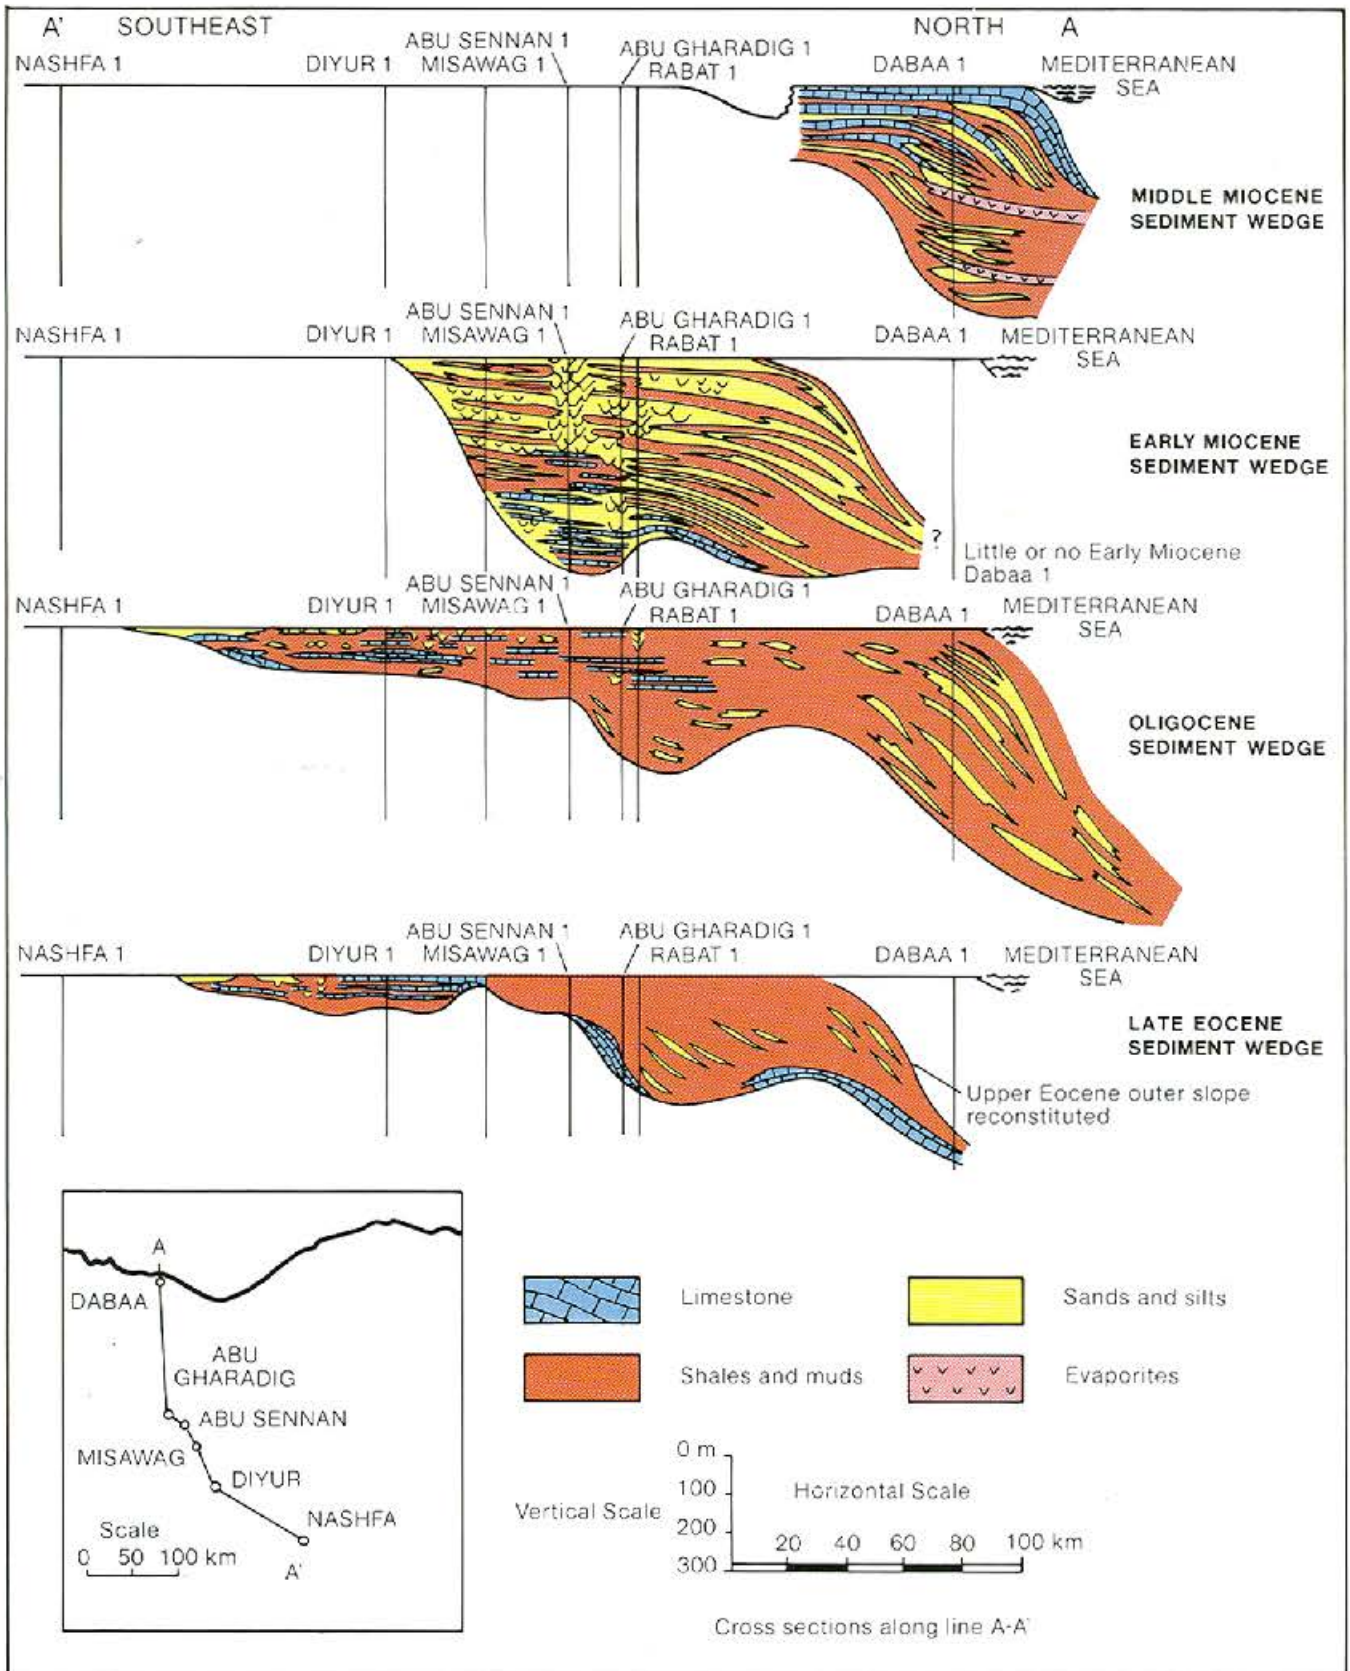 A' SOUTHEAST NORTH A
NASHFA 1 DIYUR 1 ABU SENNAN 1 MISAWAG 1 ABU GHARADIG 1 RABAT 1 DABAA 1 MEDITERRANEAN SEA
MIDDLE MIOCENE
SEDIMENT WEDGE
NASHFA 1 DIYUR 1 ABU SENNAN 1 MISAWAG 1 ABU GHARADIG 1 RABAT 1 DABAA 1 MEDITERRANEAN SEA
EARLY MIOCENE
SEDIMENT WEDGE
?
Little or no Early Miocene
Dabaa 1
NASHFA 1 DIYUR 1 ABU SENNAN 1 MISAWAG 1 ABU GHARADIG 1 RABAT 1 DABAA 1 MEDITERRANEAN SEA
OLIGOCENE
SEDIMENT WEDGE
NASHFA 1 DIYUR 1 ABU SENNAN 1 MISAWAG 1 ABU GHARADIG 1 RABAT 1 DABAA 1 MEDITERRANEAN SEA
LATE EOCENE
SEDIMENT WEDGE
Upper Eocene outer slope
reconstituted
A
DABAA
ABU
GHARADIG
ABU SENNAN
MISAWAG
DIYUR
NASHFA
A'
Scale
0 50 100 km
Limestone
Sands and silts
Shales and muds
Evaporites
Vertical Scale
0 m
100
200
300
Horizontal Scale
20 40 60 80 100 km
Cross sections along line A-A'